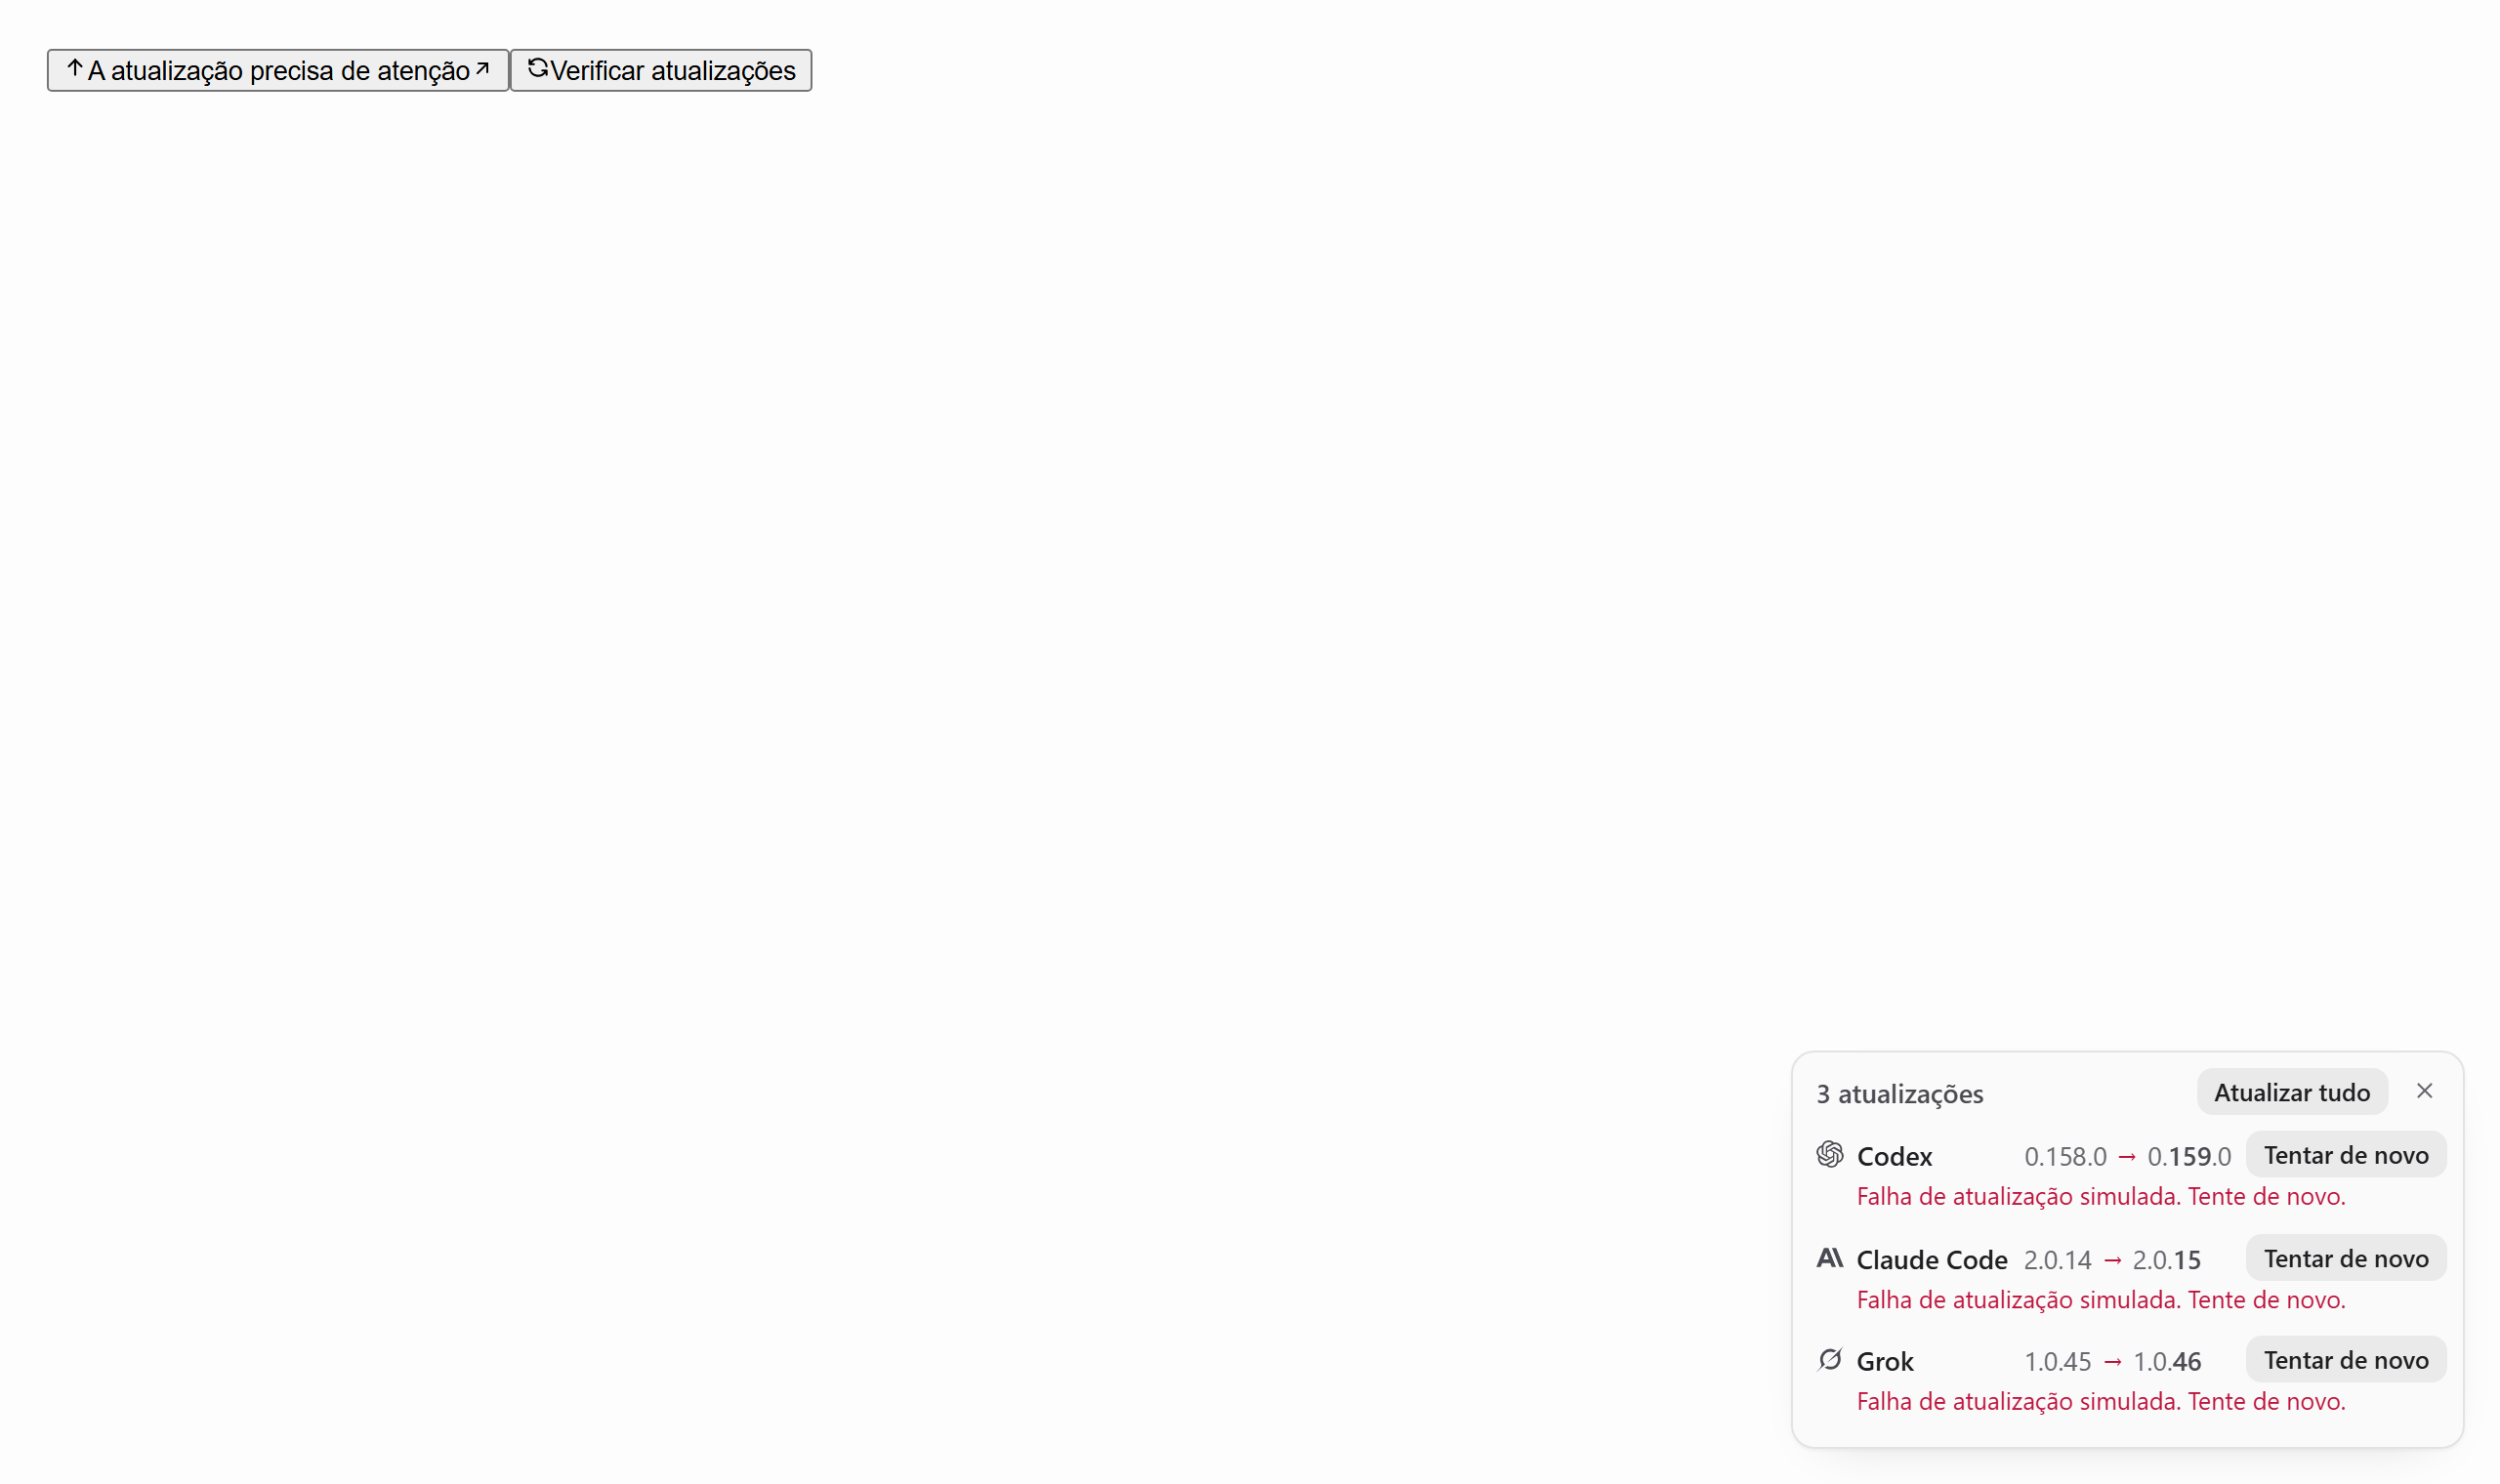 A atualização precisa de atenção Verificar atualizações
3 atualizações Atualizar tudo
Codex 0.158.0 → 0.159.0 Tentar de novo
Falha de atualização simulada. Tente de novo.
Claude Code 2.0.14 → 2.0.15 Tentar de novo
Falha de atualização simulada. Tente de novo.
Grok 1.0.45 → 1.0.46 Tentar de novo
Falha de atualização simulada. Tente de novo.